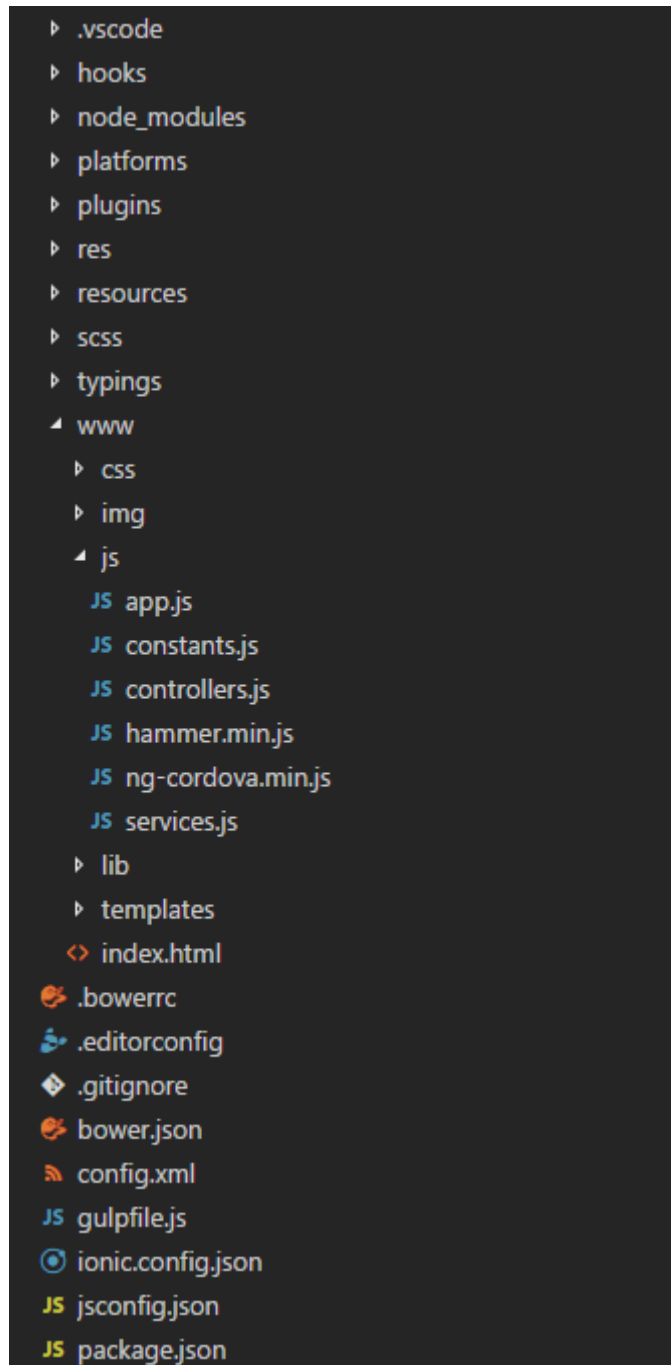 .vscode
hooks
node_modules
platforms
plugins
res
resources
scss
typings
www
css
img
js
JS app.js
JS constants.js
JS controllers.js
JS hammer.min.js
JS ng-cordova.min.js
JS services.js
lib
templates
<> index.html
.bowerrc
.editorconfig
.gitignore
bower.json
config.xml
JS gulpfile.js
ionic.config.json
JS jsconfig.json
JS package.json